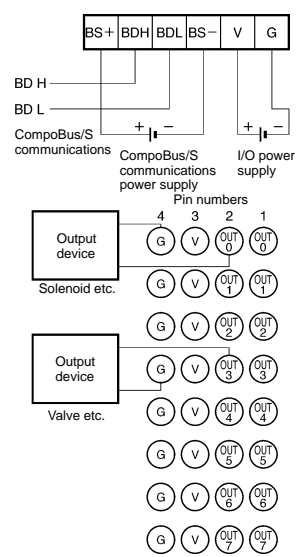 BS+ BDH BDL BS− V G
BD H
BD L
+ − + −
CompoBus/S communications
CompoBus/S communications power supply
I/O power supply
Pin numbers
4 3 2 1
Output device
G V OUT 0 OUT 0
Solenoid etc.
G V OUT 1 OUT 1
G V OUT 2 OUT 2
Output device
G V OUT 3 OUT 3
Valve etc.
G V OUT 4 OUT 4
G V OUT 5 OUT 5
G V OUT 6 OUT 6
G V OUT 7 OUT 7